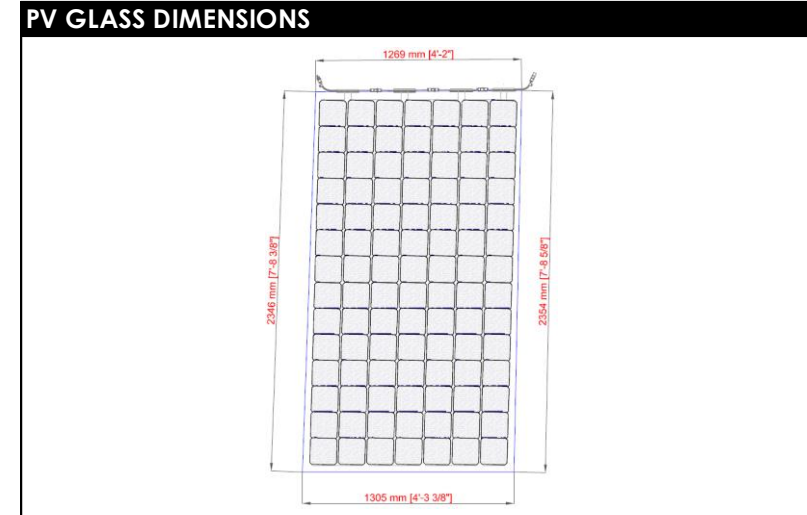 PV GLASS DIMENSIONS
1269 mm [4'-2"]
2346 mm [7'-8 3/8"]
2354 mm [7'-8 5/8"]
1305 mm [4'-3 3/8"]